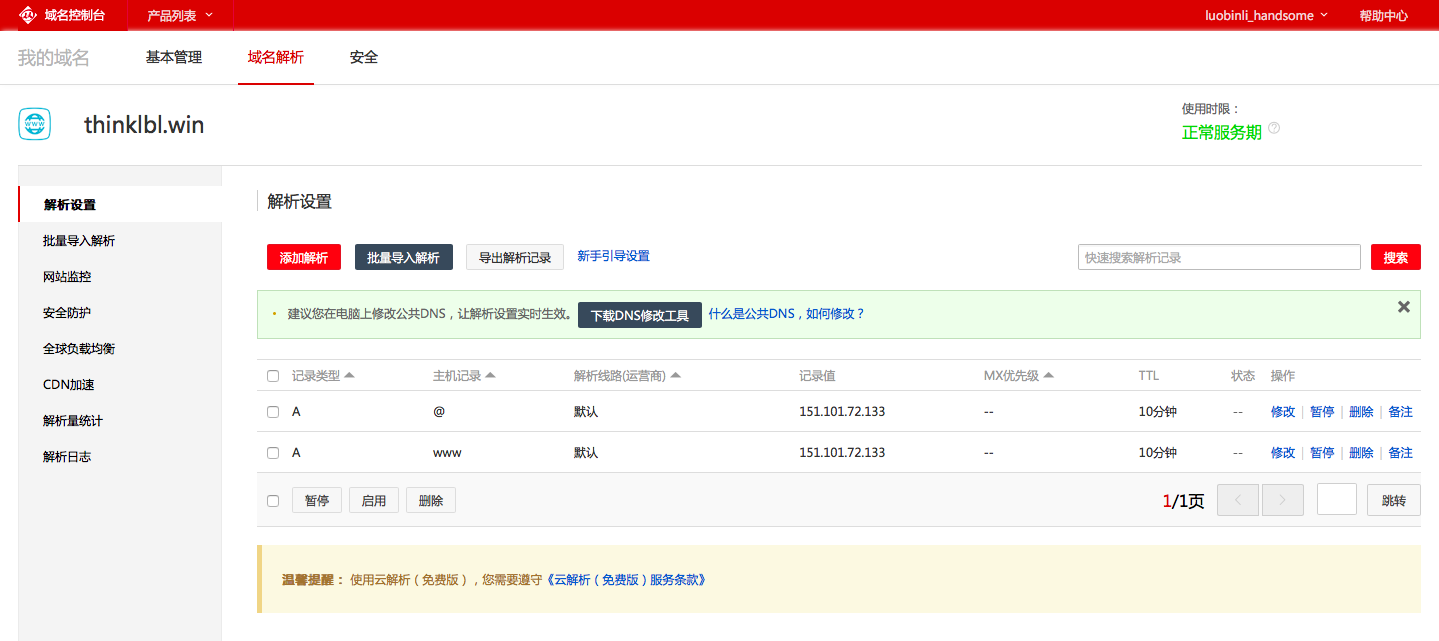 域名控制台 产品列表 luobinli_handsome 帮助中心
我的域名 基本管理 域名解析 安全
使用时限：
www thinklbl.win
正常服务期 ?
解析设置
批量导入解析
网站监控
安全防护
全球负载均衡
CDN加速
解析量统计
解析日志
解析设置
添加解析 批量导入解析 导出解析记录 新手引导设置 快速搜索解析记录 搜索
建议您在电脑上修改公共DNS，让解析设置实时生效。 下载DNS修改工具 什么是公共DNS，如何修改？
记录类型 主机记录 解析线路(运营商) 记录值 MX优先级 TTL 状态 操作
A @ 默认 151.101.72.133 -- 10分钟 -- 修改 | 暂停 | 删除 | 备注
A www 默认 151.101.72.133 -- 10分钟 -- 修改 | 暂停 | 删除 | 备注
暂停 启用 删除 1/1页 < > 跳转
温馨提醒： 使用云解析（免费版），您需要遵守《云解析（免费版）服务条款》